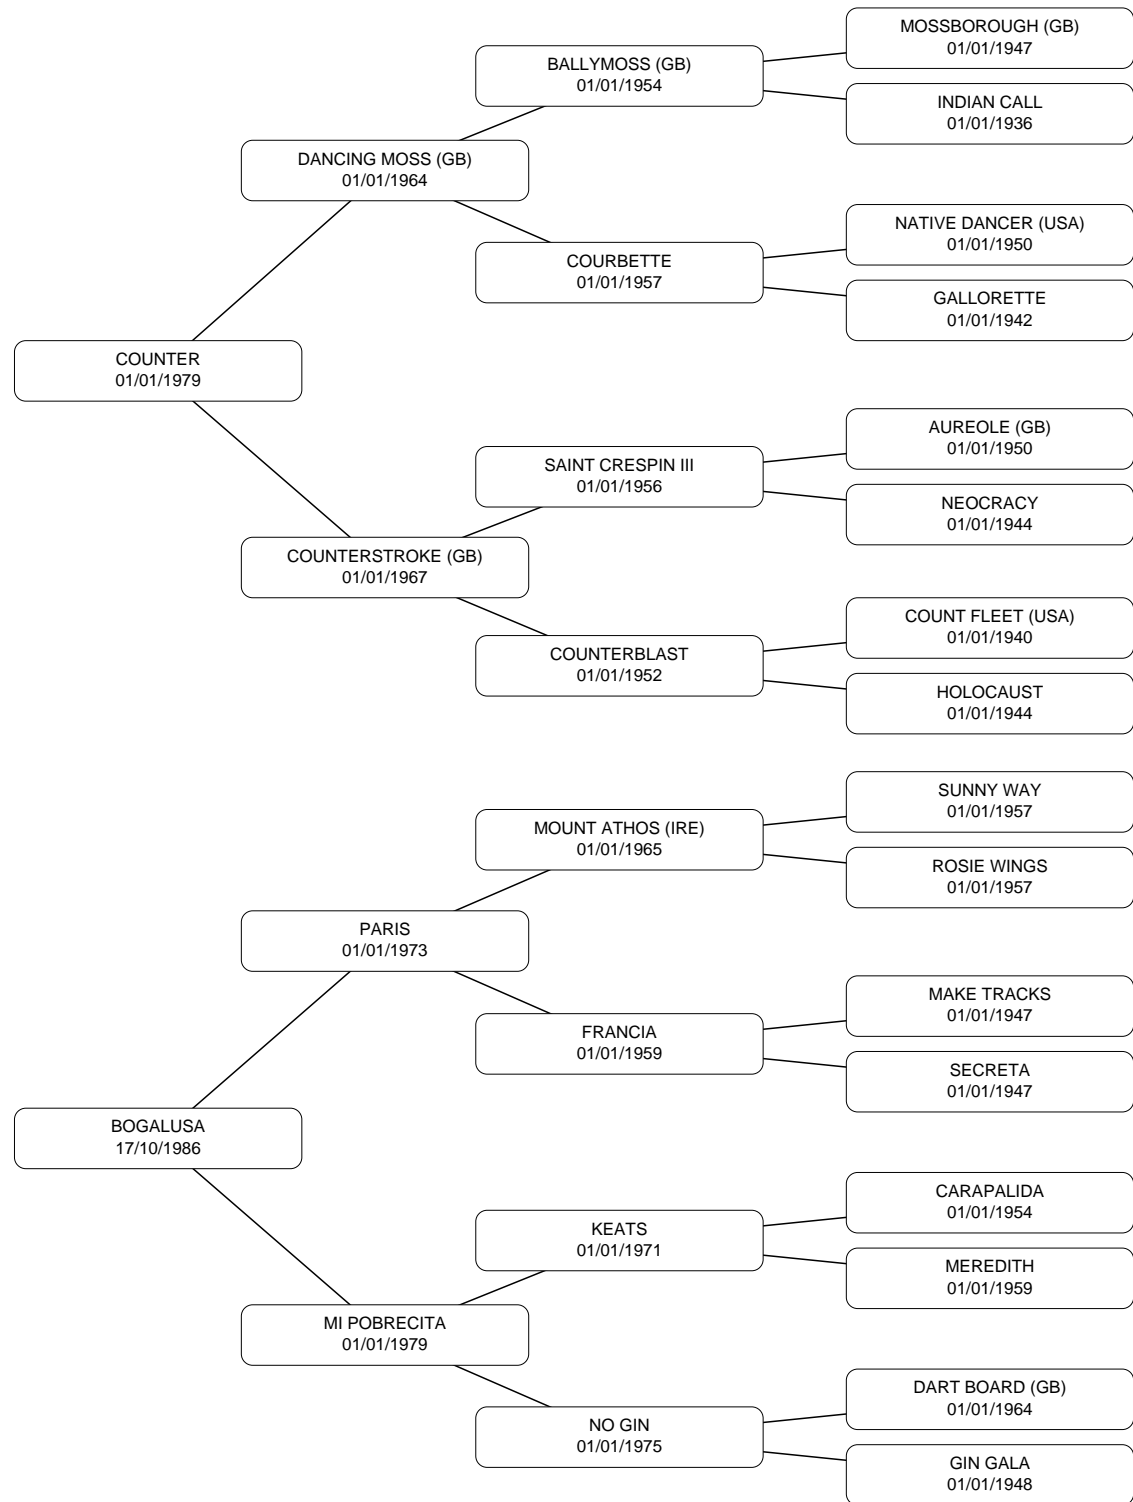 MOSSBOROUGH (GB)
01/01/1947
BALLYMOSS (GB)
01/01/1954
INDIAN CALL
01/01/1936
DANCING MOSS (GB)
01/01/1964
NATIVE DANCER (USA)
01/01/1950
COURBETTE
01/01/1957
GALLORETTE
01/01/1942
COUNTER
01/01/1979
AUREOLE (GB)
01/01/1950
SAINT CRESPIN III
01/01/1956
NEOCRACY
01/01/1944
COUNTERSTROKE (GB)
01/01/1967
COUNT FLEET (USA)
01/01/1940
COUNTERBLAST
01/01/1952
HOLOCAUST
01/01/1944
SUNNY WAY
01/01/1957
MOUNT ATHOS (IRE)
01/01/1965
ROSIE WINGS
01/01/1957
PARIS
01/01/1973
MAKE TRACKS
01/01/1947
FRANCIA
01/01/1959
SECRETA
01/01/1947
BOGALUSA
17/10/1986
CARAPALIDA
01/01/1954
KEATS
01/01/1971
MEREDITH
01/01/1959
MI POBRECITA
01/01/1979
DART BOARD (GB)
01/01/1964
NO GIN
01/01/1975
GIN GALA
01/01/1948